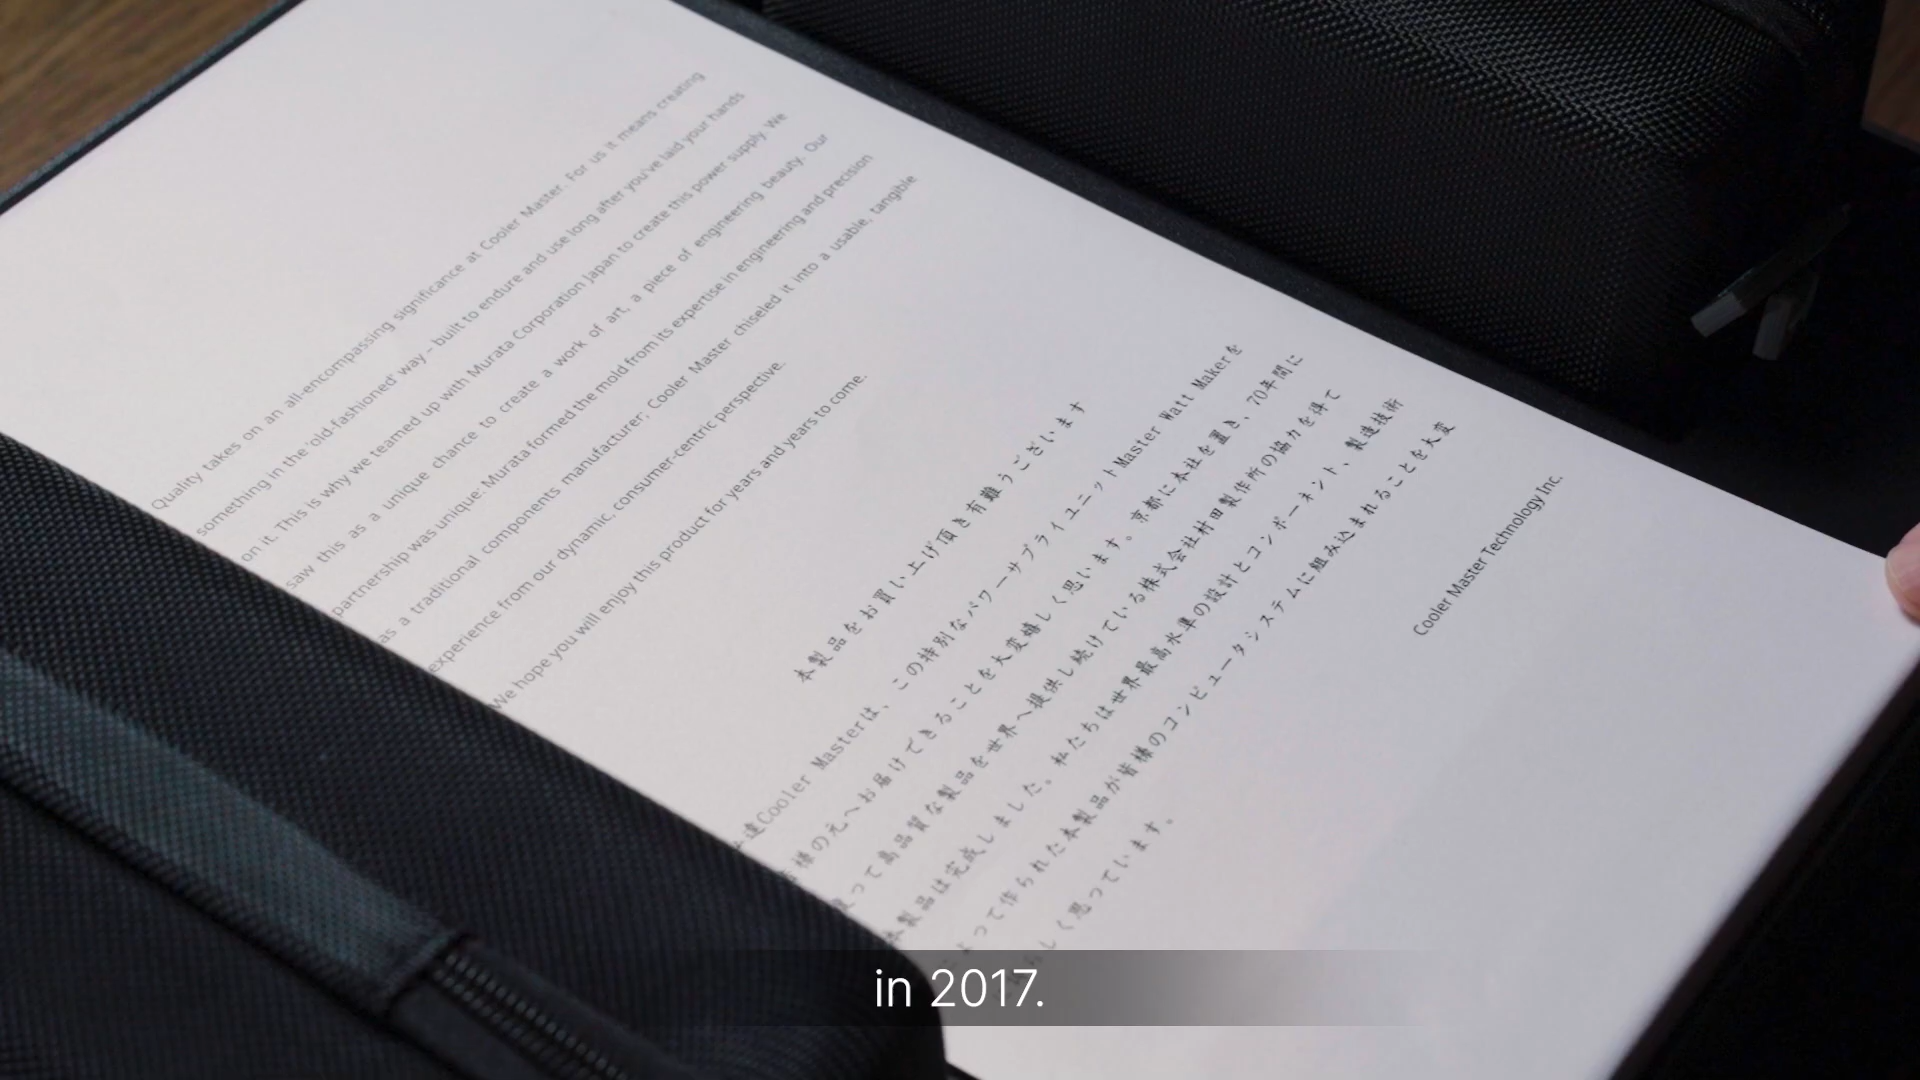 Quality takes on an all-encompassing significance at Cooler Master. For us it means creating
something in the 'old-fashioned' way – built to endure and use long after you've laid your hands
on it. This is why we teamed up with Murata Corporation Japan to create this power supply. We
saw this as a unique chance to create a work of art, a piece of engineering beauty. Our
partnership was unique: Murata formed the mold from its expertise in engineering and precision
as a traditional components manufacturer; Cooler Master chiseled it into a usable, tangible
experience from our dynamic, consumer-centric perspective.
We hope you will enjoy this product for years and years to come.
本製品をお買い上げ頂き有難うございます
達Cooler Masterは、この特別なパワーサプライユニットMaster Watt Makerを
様の元へお届けできることを大変嬉しく思います。京都に本社を置き、70年間に
って高品質な製品を世界へ提供し続けている株式会社村田製作所の協力を得て
本製品は完成しました。私たちは世界最高水準の設計とコンポーネント、製造技術
よって作られた本製品が皆様のコンピュータシステムに組み込まれることを大変
しく思っています。
Cooler Master Technology Inc.
in 2017.